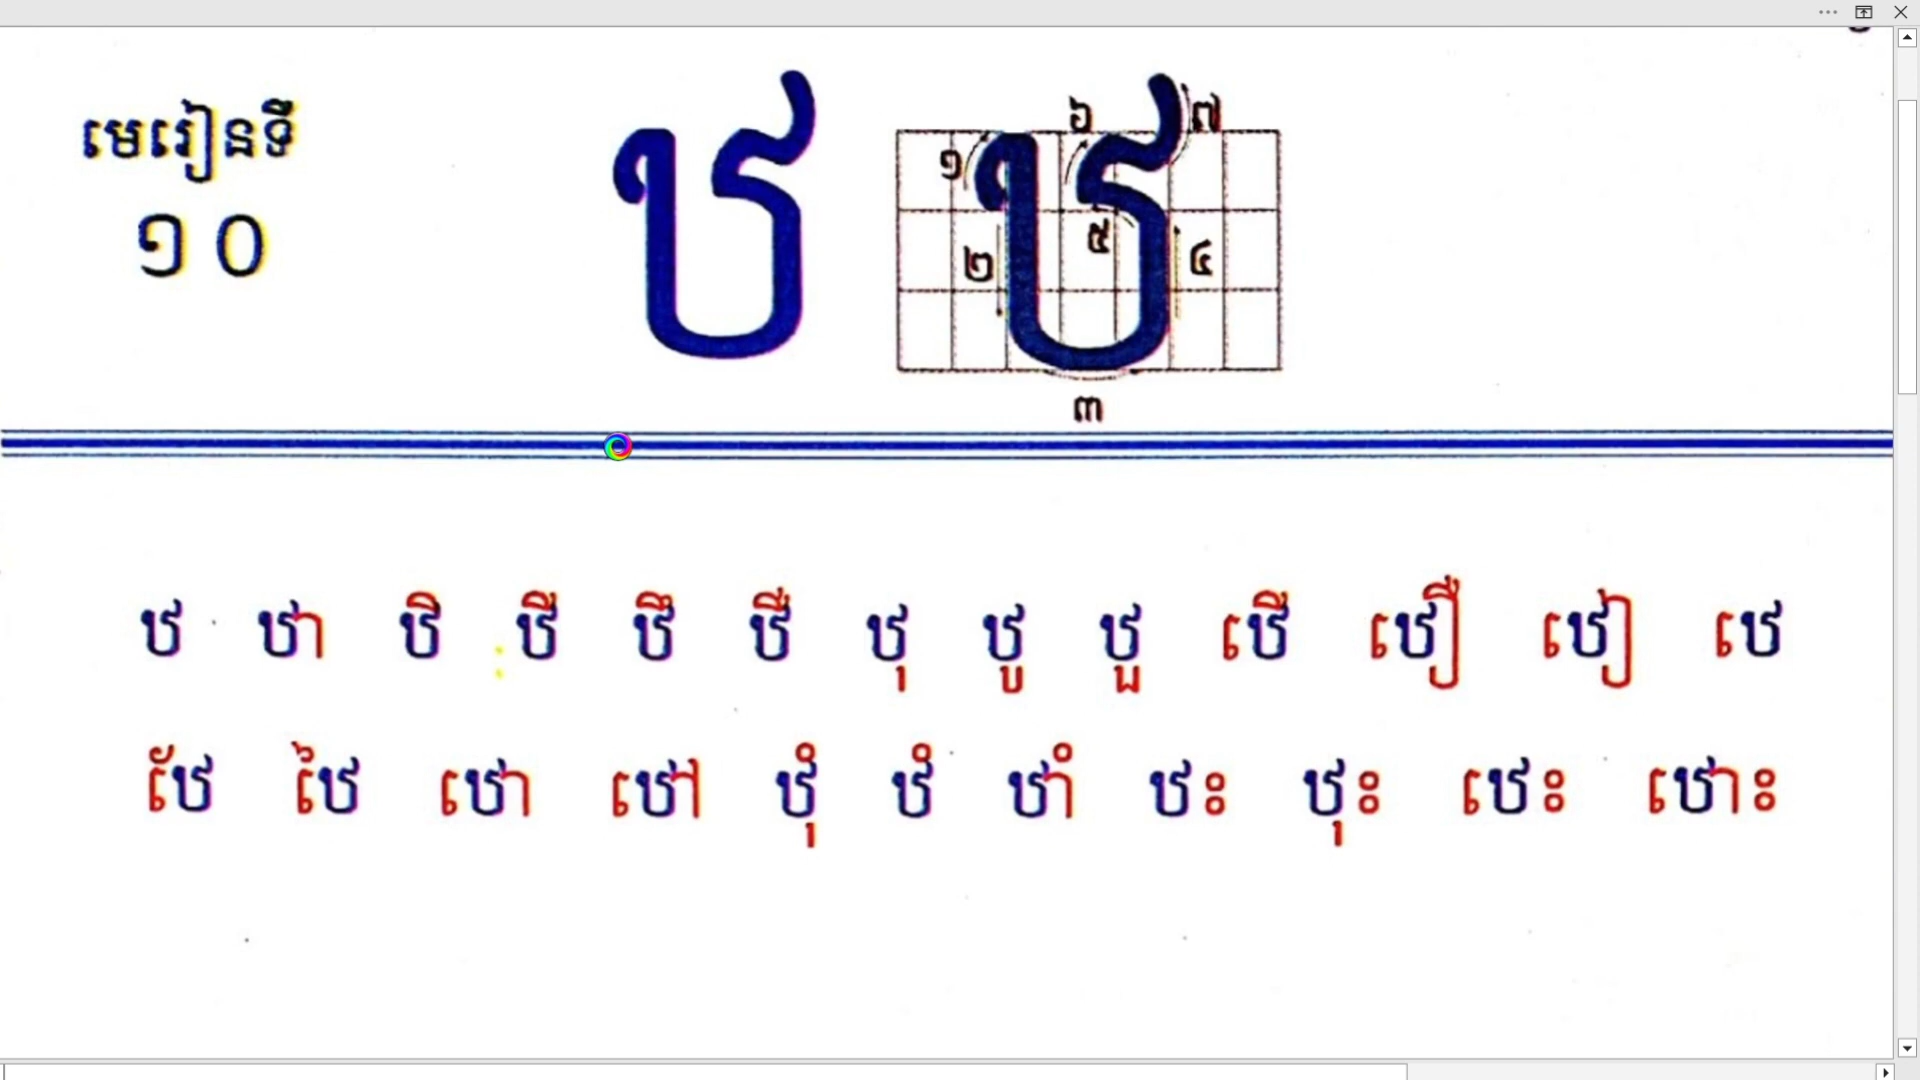 មេរៀនទី
១០
ឋ
ឋ
៦ ៧
១
៥
២ ៤
៣
ឋ ឋា ឋិ ឋី ឋឹ ឋឺ ឋុ ឋូ ឋួ ឋើ ឋឿ ឋៀ ឋេ
ឋែ ឋៃ ឋោ ឋៅ ឋុំ ឋំ ឋាំ ឋះ ឋុះ ឋេះ ឋោះ